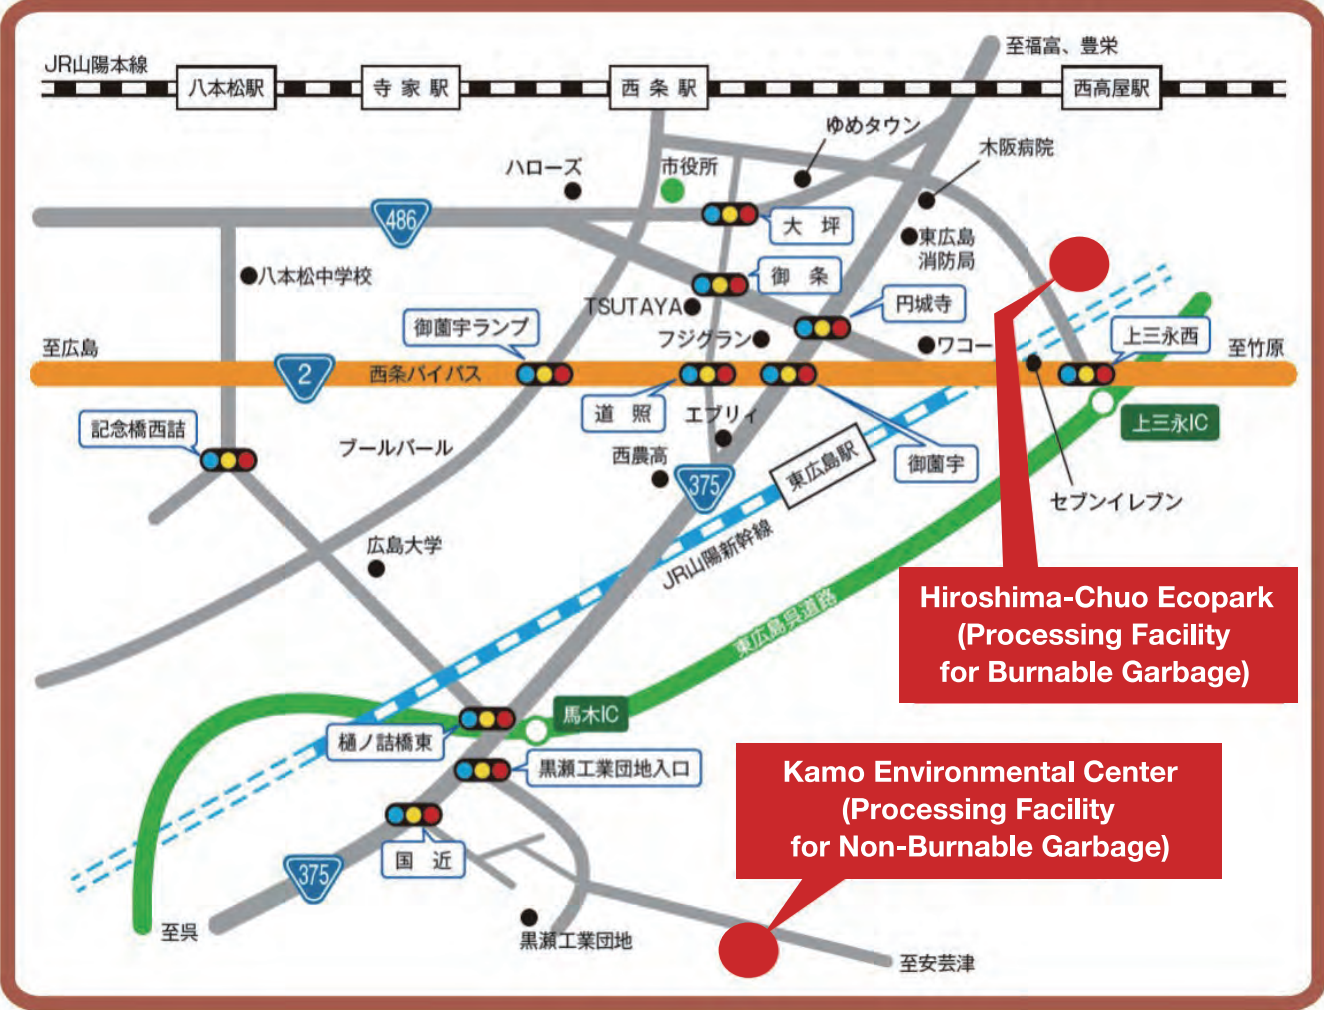 JR山陽本線
八本松駅
寺家駅
西条駅
西高屋駅
至福富、豊栄
ゆめタウン
木阪病院
ハローズ
市役所
486
大坪
東広島
消防局
八本松中学校
御条
TSUTAYA
円城寺
御薗宇ランプ
フジグラン
ワコー
上三永西
至広島
至竹原
2
西条バイパス
道照
エブリィ
記念橋西詰
ブールバール
上三永IC
西農高
375
東広島駅
御薗宇
セブンイレブン
広島大学
JR山陽新幹線
東広島呉道路
Hiroshima-Chuo Ecopark
(Processing Facility
for Burnable Garbage)
馬木IC
樋ノ詰橋東
黒瀬工業団地入口
Kamo Environmental Center
(Processing Facility
for Non-Burnable Garbage)
国近
375
至呉
黒瀬工業団地
至安芸津